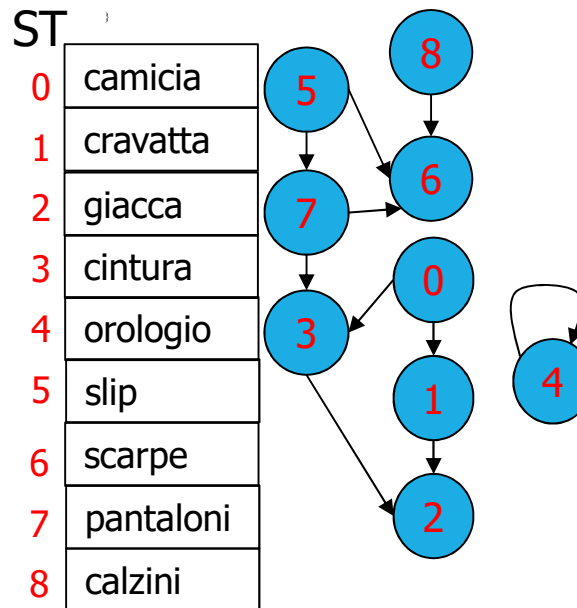 ST
0 camicia
1 cravatta
2 giacca
3 cintura
4 orologio
5 slip
6 scarpe
7 pantaloni
8 calzini
5
8
6
7
0
3
4
1
2